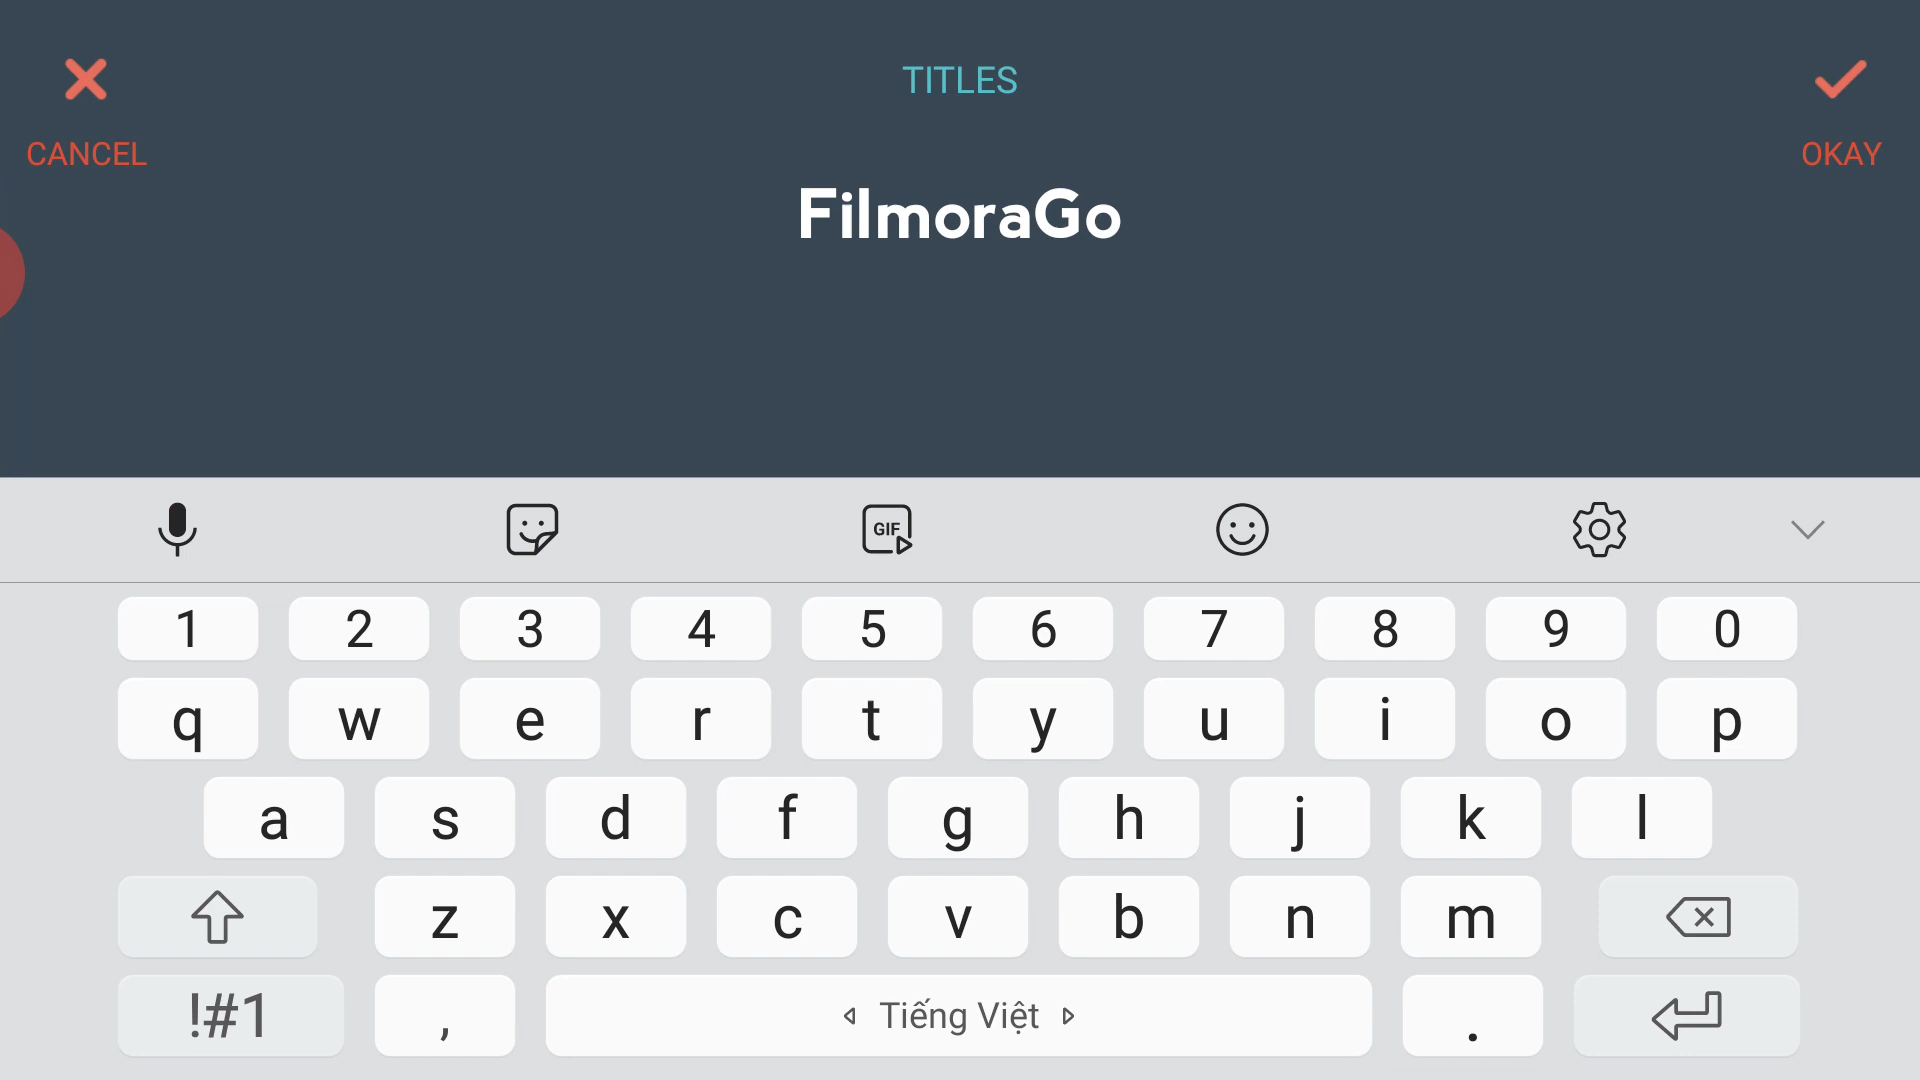 TITLES
CANCEL
OKAY
FilmoraGo
GIF
1 2 3 4 5 6 7 8 9 0
q w e r t y u i o p
a s d f g h j k l
z x c v b n m
!#1 , Tiếng Việt .